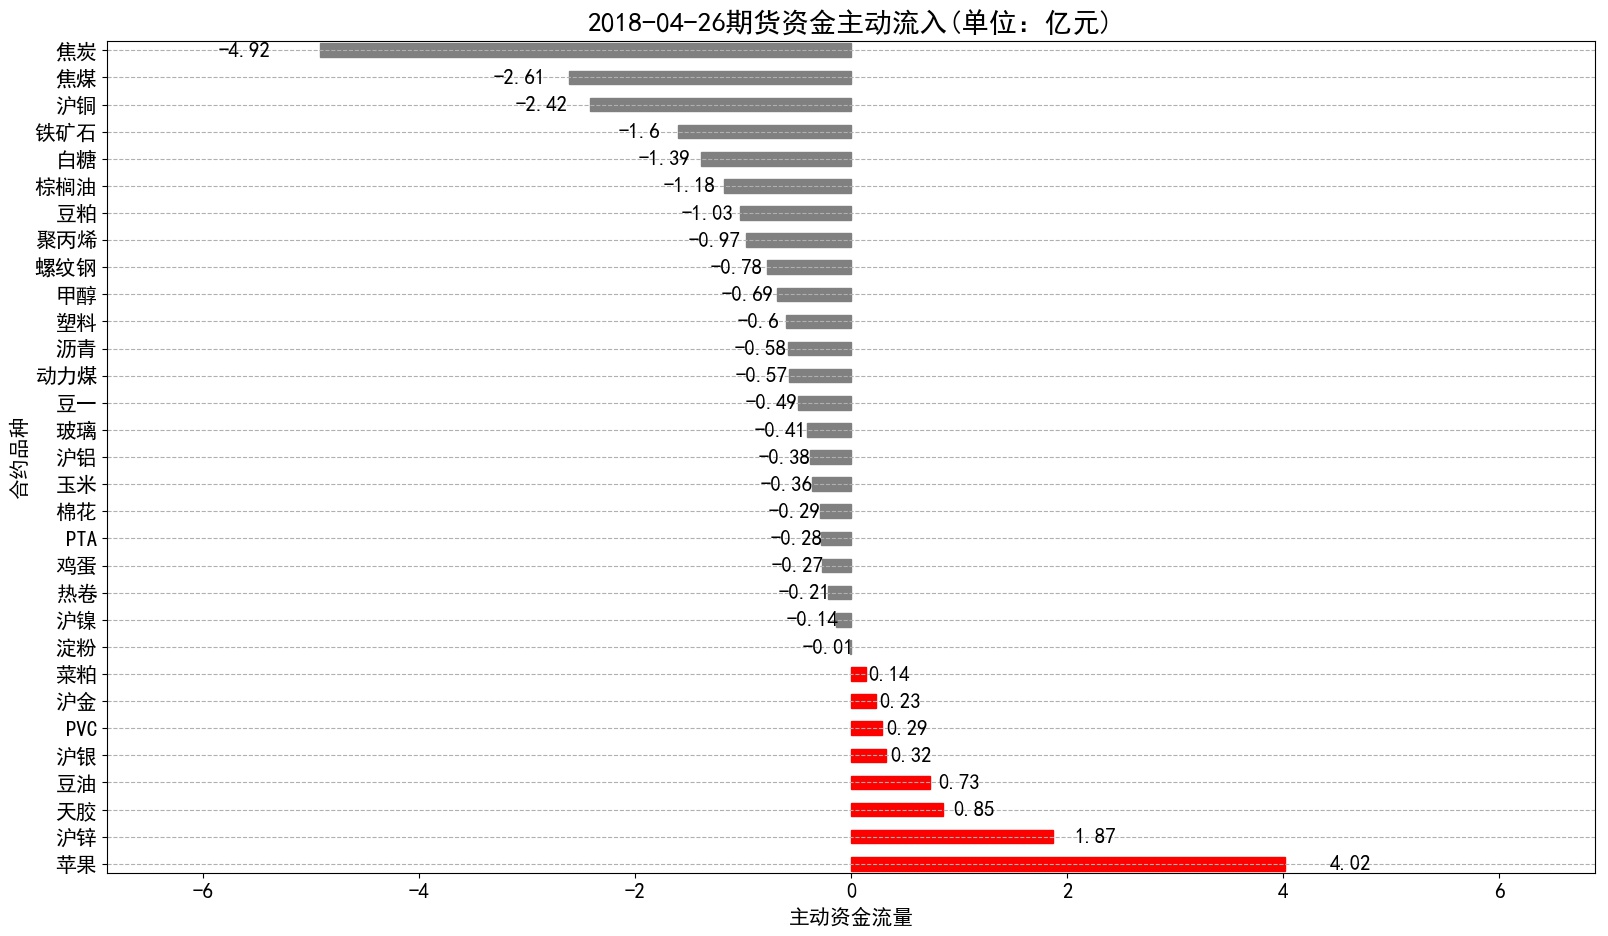 2018-04-26期货资金主动流入(单位：亿元)
合约品种
焦炭 -4.92
焦煤 -2.61
沪铜 -2.42
铁矿石 -1.6
白糖 -1.39
棕榈油 -1.18
豆粕 -1.03
聚丙烯 -0.97
螺纹钢 -0.78
甲醇 -0.69
塑料 -0.6
沥青 -0.58
动力煤 -0.57
豆一 -0.49
玻璃 -0.41
沪铝 -0.38
玉米 -0.36
棉花 -0.29
PTA -0.28
鸡蛋 -0.27
热卷 -0.21
沪镍 -0.14
淀粉 -0.01
菜粕 0.14
沪金 0.23
PVC 0.29
沪银 0.32
豆油 0.73
天胶 0.85
沪锌 1.87
苹果 4.02
-6 -4 -2 0 2 4 6
主动资金流量